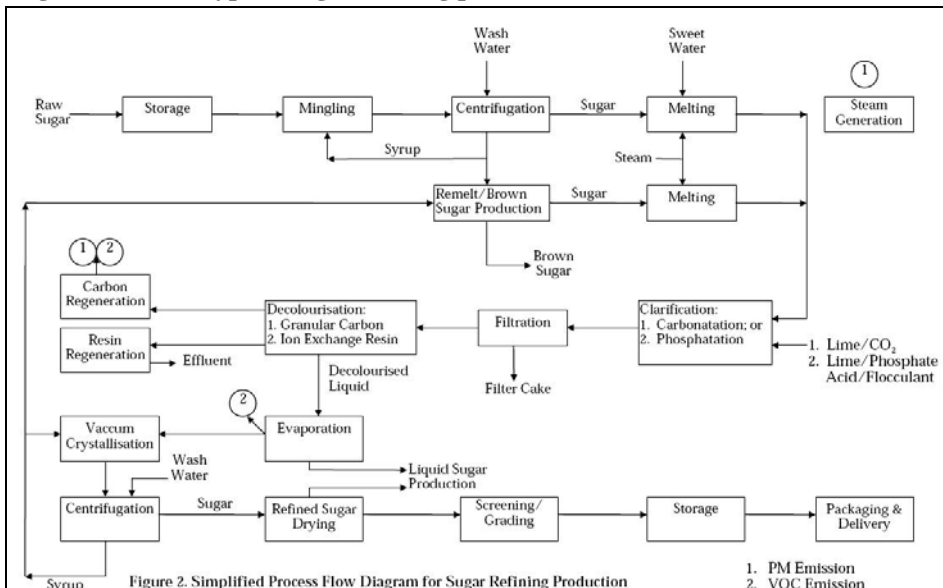 Wash
Water
Sweet
Water
1
Raw
Sugar
Storage
Mingling
Centrifugation
Sugar
Melting
Steam
Generation
Syrup
Steam
Remelt/Brown
Sugar Production
Sugar
Melting
Brown
Sugar
1 2
Carbon
Regeneration
Decolourisation:
1. Granular Carbon
2. Ion Exchange Resin
Filtration
Clarification:
1. Carbonatation; or
2. Phosphatation
Resin
Regeneration
Effluent
Decolourised
Liquid
Filter Cake
1. Lime/CO₂
2. Lime/Phosphate
Acid/Flocculant
2
Vaccum
Crystallisation
Evaporation
Wash
Water
Liquid Sugar
Production
Centrifugation
Sugar
Refined Sugar
Drying
Screening/
Grading
Storage
Packaging &
Delivery
Syrup
Figure 2. Simplified Process Flow Diagram for Sugar Refining Production
1. PM Emission
2. VOC Emission